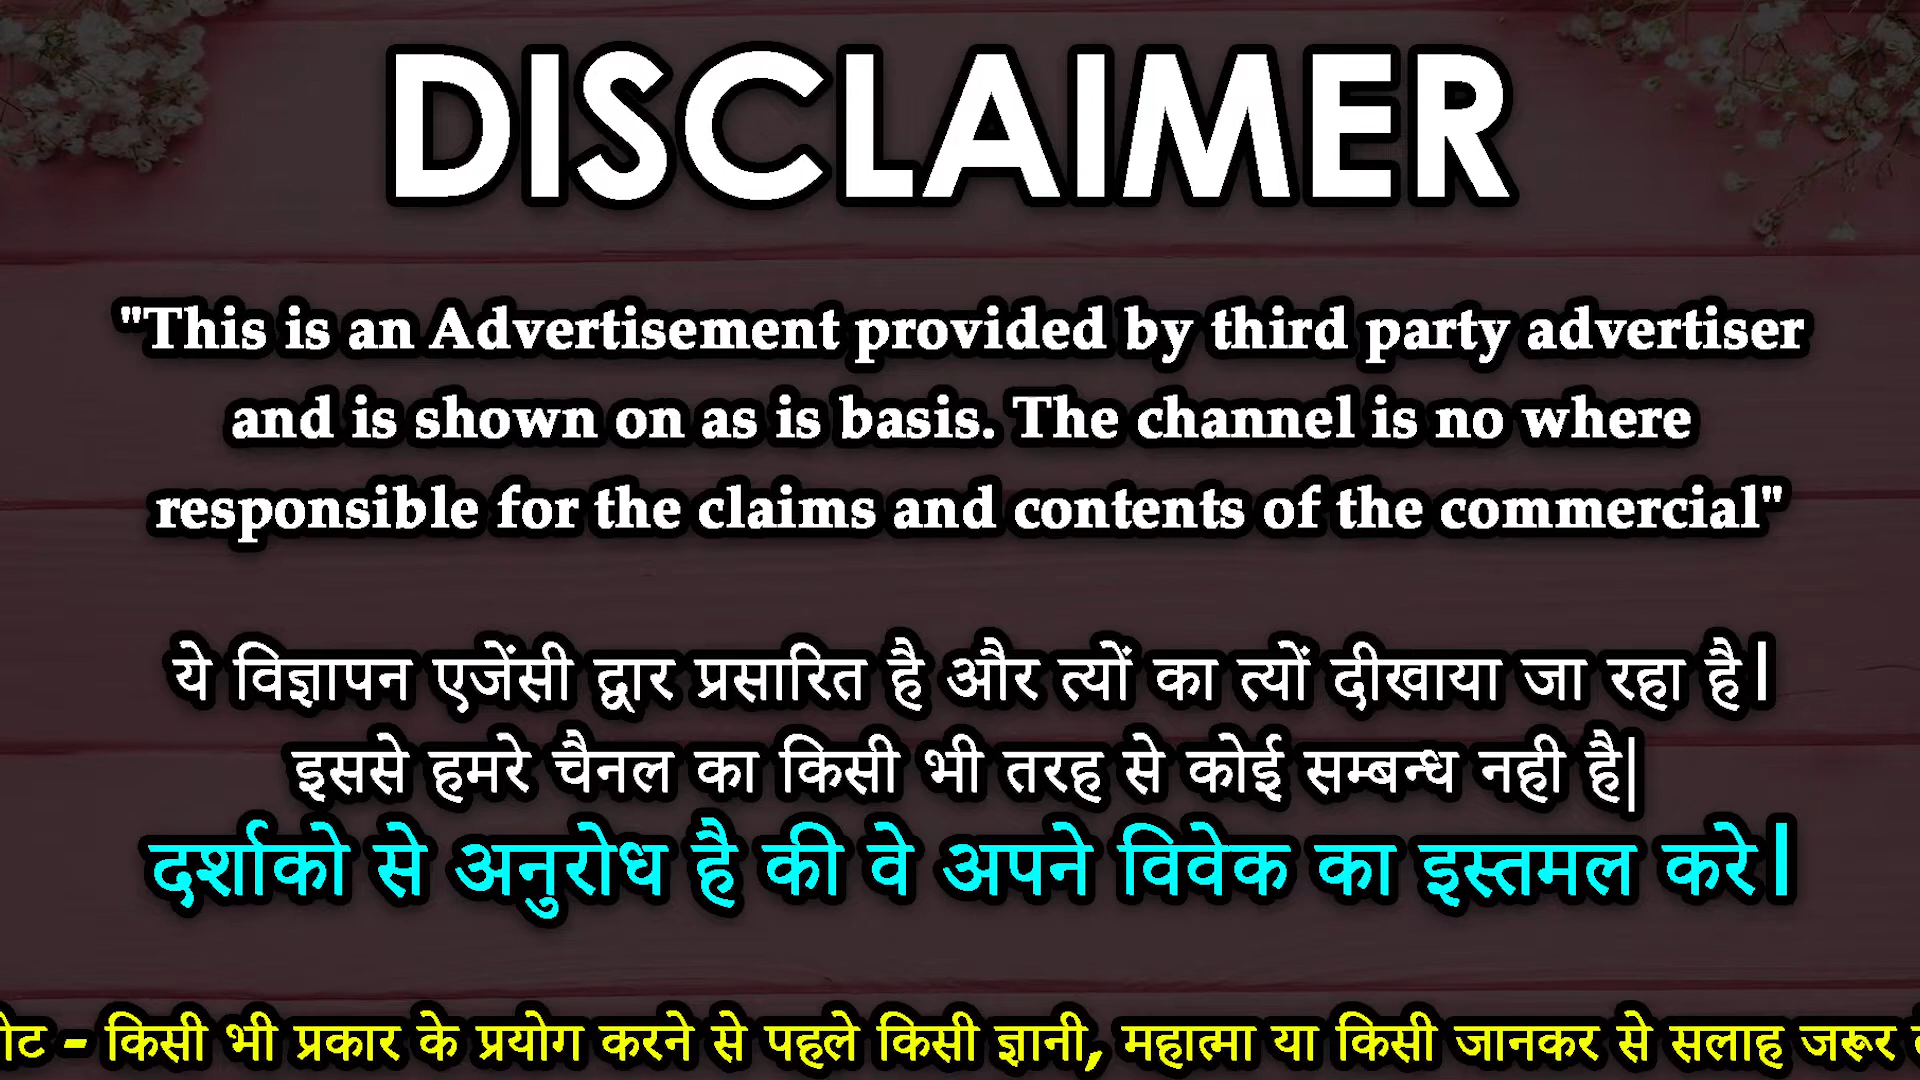 DISCLAIMER
"This is an Advertisement provided by third party advertiser
and is shown on as is basis. The channel is no where
responsible for the claims and contents of the commercial"
ये विज्ञापन एजेंसी द्वार प्रसारित है और त्यों का त्यों दीखाया जा रहा है|
इससे हमरे चैनल का किसी भी तरह से कोई सम्बन्ध नही है|
दर्शाको से अनुरोध है की वे अपने विवेक का इस्तमल करे|
- किसी भी प्रकार के प्रयोग करने से पहले किसी ज्ञानी, महात्मा या किसी जानकर से सलाह जरूर